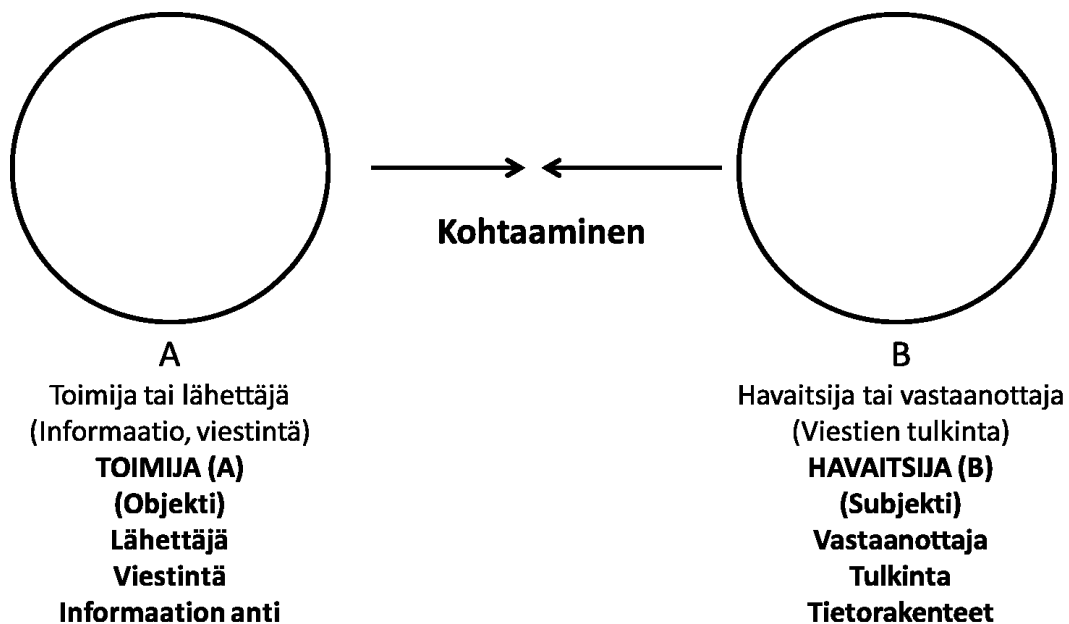 Kohtaaminen
A
Toimija tai lähettäjä
(Informaatio, viestintä)
TOIMIJA (A)
(Objekti)
Lähettäjä
Viestintä
Informaation anti
B
Havaitsija tai vastaanottaja
(Viestien tulkinta)
HAVAITSIJA (B)
(Subjekti)
Vastaanottaja
Tulkinta
Tietorakenteet